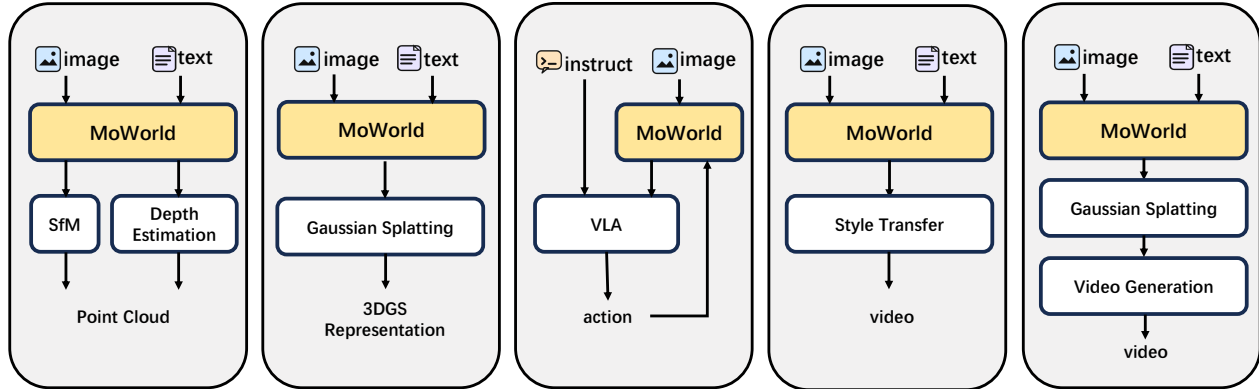 image text
MoWorld
SfM
Depth
Estimation
Point Cloud
image text
MoWorld
Gaussian Splatting
3DGS
Representation
instruct image
MoWorld
VLA
action
image text
MoWorld
Style Transfer
video
image text
MoWorld
Gaussian Splatting
Video Generation
video